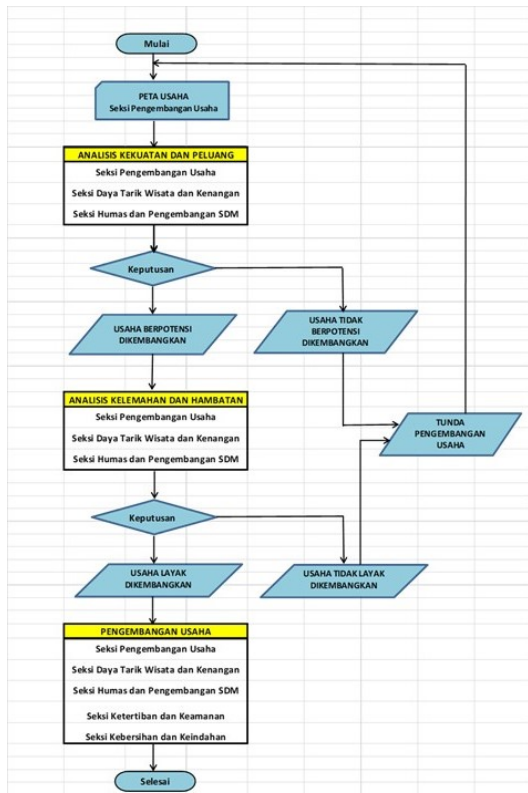 Mulai
PETA USAHA
Seksi Pengembangan Usaha
ANALISIS KEKUATAN DAN PELUANG
Seksi Pengembangan Usaha
Seksi Daya Tarik Wisata dan Kenangan
Seksi Humas dan Pengembangan SDM
Keputusan
USAHA BERPOTENSI
DIKEMBANGKAN
USAHA TIDAK
BERPOTENSI
DIKEMBANGKAN
ANALISIS KELEMAHAN DAN HAMBATAN
Seksi Pengembangan Usaha
Seksi Daya Tarik Wisata dan Kenangan
Seksi Humas dan Pengembangan SDM
TUNDA
PENGEMBANGAN
USAHA
Keputusan
USAHA LAYAK
DIKEMBANGKAN
USAHA TIDAK LAYAK
DIKEMBANGKAN
PENGEMBANGAN USAHA
Seksi Pengembangan Usaha
Seksi Daya Tarik Wisata dan Kenangan
Seksi Humas dan Pengembangan SDM
Seksi Ketertiban dan Keamanan
Seksi Kebersihan dan Keindahan
Selesai